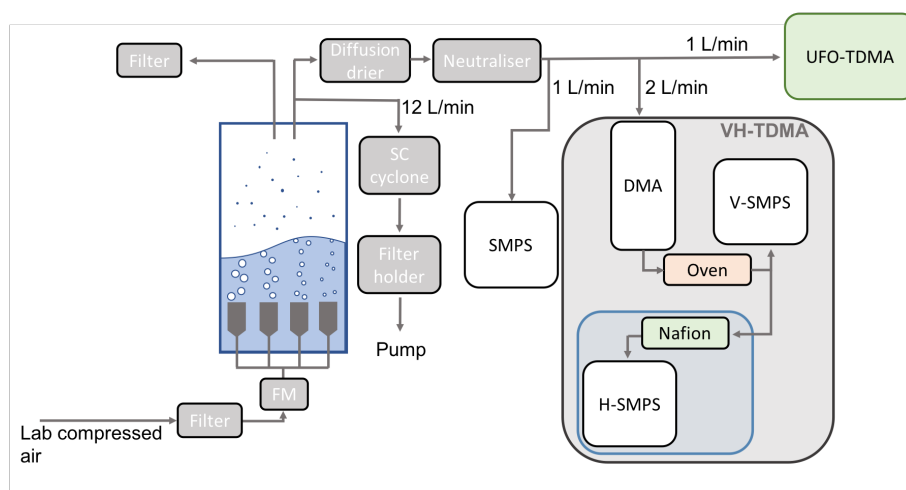 Filter
Diffusion
drier
Neutraliser
1 L/min
UFO-TDMA
1 L/min
2 L/min
12 L/min
SC
cyclone
Filter
holder
Pump
SMPS
VH-TDMA
DMA
V-SMPS
Oven
Nafion
H-SMPS
FM
Filter
Lab compressed
air